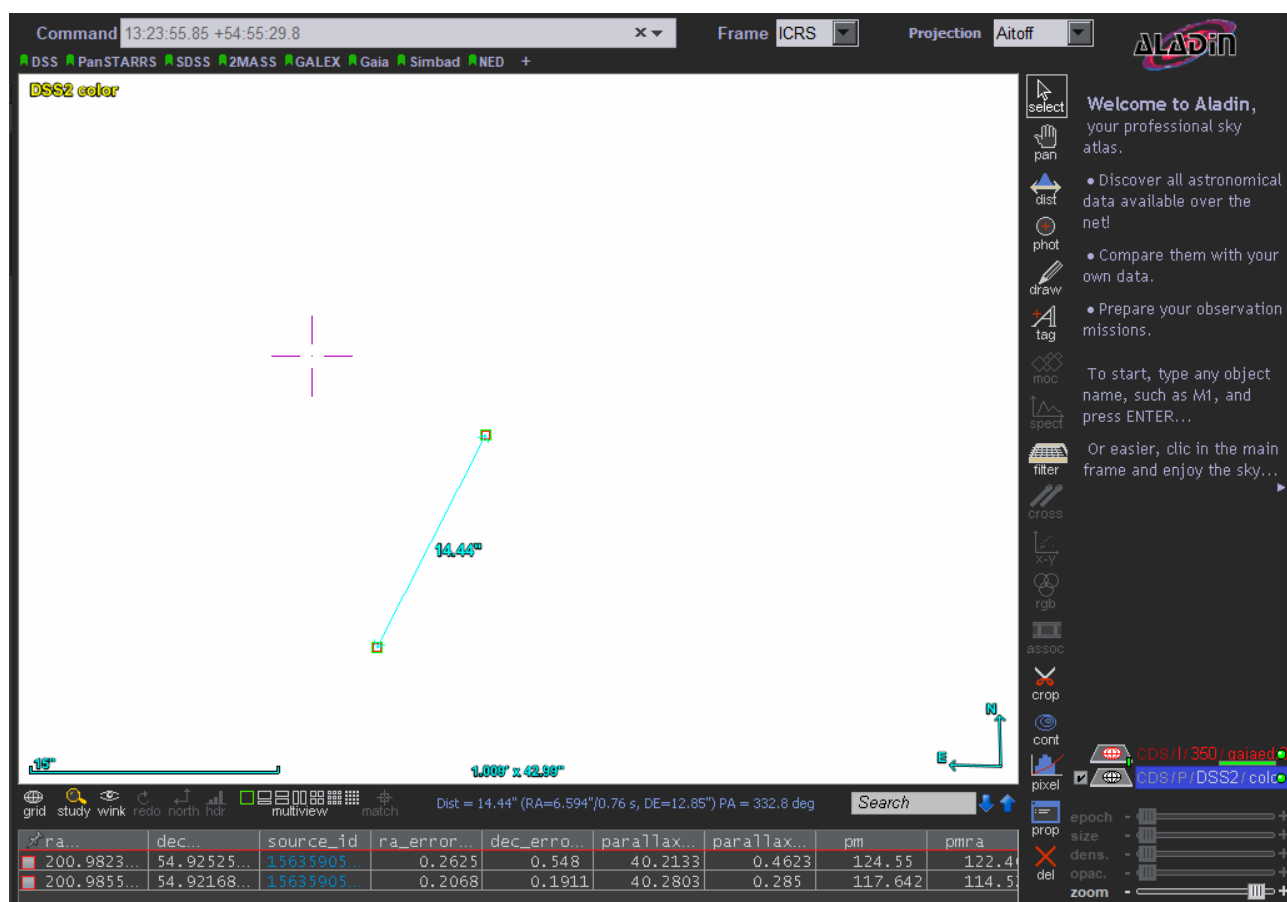 Command 13:23:55.85 +54:55:29.8 Frame ICRS Projection Aitoff
ALADiN
DSS PanSTARRS SDSS 2MASS GALEX Gaia Simbad NED +
DSS2 color
14.44"
N
E
15"
1.009' x 42.99"
select
pan
dist
phot
draw
tag
moc
spect
filter
cross
x-y
rgb
assoc
crop
cont
pixel
prop
del
Welcome to Aladin,
your professional sky
atlas.
• Discover all astronomical
data available over the
net!
• Compare them with your
own data.
• Prepare your observation
missions.
To start, type any object
name, such as M1, and
press ENTER...
Or easier, clic in the main
frame and enjoy the sky...
CDS/P/DSS2/colo
epoch - +
size - +
dens. - +
opac. - +
zoom - +
grid study wink redo north hdr multiview match Dist = 14.44" (RA=6.594"/0.76 s, DE=12.85") PA = 332.8 deg Search
ra... dec... source_id ra_error... dec_erro... parallax... parallax... pm pmra
200.9823... 54.92525... 15635905... 0.2625 0.548 40.2133 0.4623 124.55 122.4
200.9855... 54.92168... 15635905... 0.2068 0.1911 40.2803 0.285 117.642 114.5